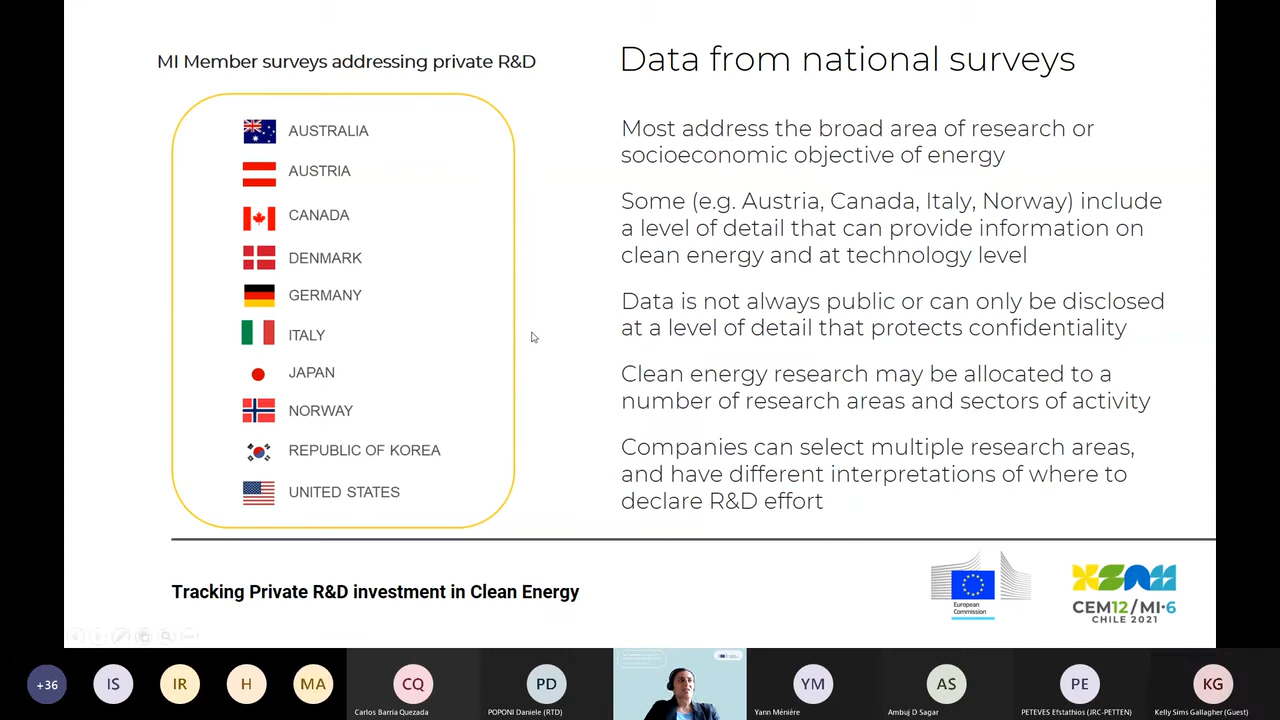 MI Member surveys addressing private R&D
AUSTRALIA
AUSTRIA
CANADA
DENMARK
GERMANY
ITALY
JAPAN
NORWAY
REPUBLIC OF KOREA
UNITED STATES
Data from national surveys
Most address the broad area of research or
socioeconomic objective of energy
Some (e.g. Austria, Canada, Italy, Norway) include
a level of detail that can provide information on
clean energy and at technology level
Data is not always public or can only be disclosed
at a level of detail that protects confidentiality
Clean energy research may be allocated to a
number of research areas and sectors of activity
Companies can select multiple research areas,
and have different interpretations of where to
declare R&D effort
Tracking Private R&D investment in Clean Energy
European
Commission
CEM12/MI·6
CHILE 2021
+36
IS
IR
H
MA
CQ
Carlos Barria Quezada
PD
POPONI Daniele (RTD)
YM
Yann Ménière
AS
Ambuj D Sagar
PE
PETEVES Efstathios (JRC-PETTEN)
KG
Kelly Sims Gallagher (Guest)